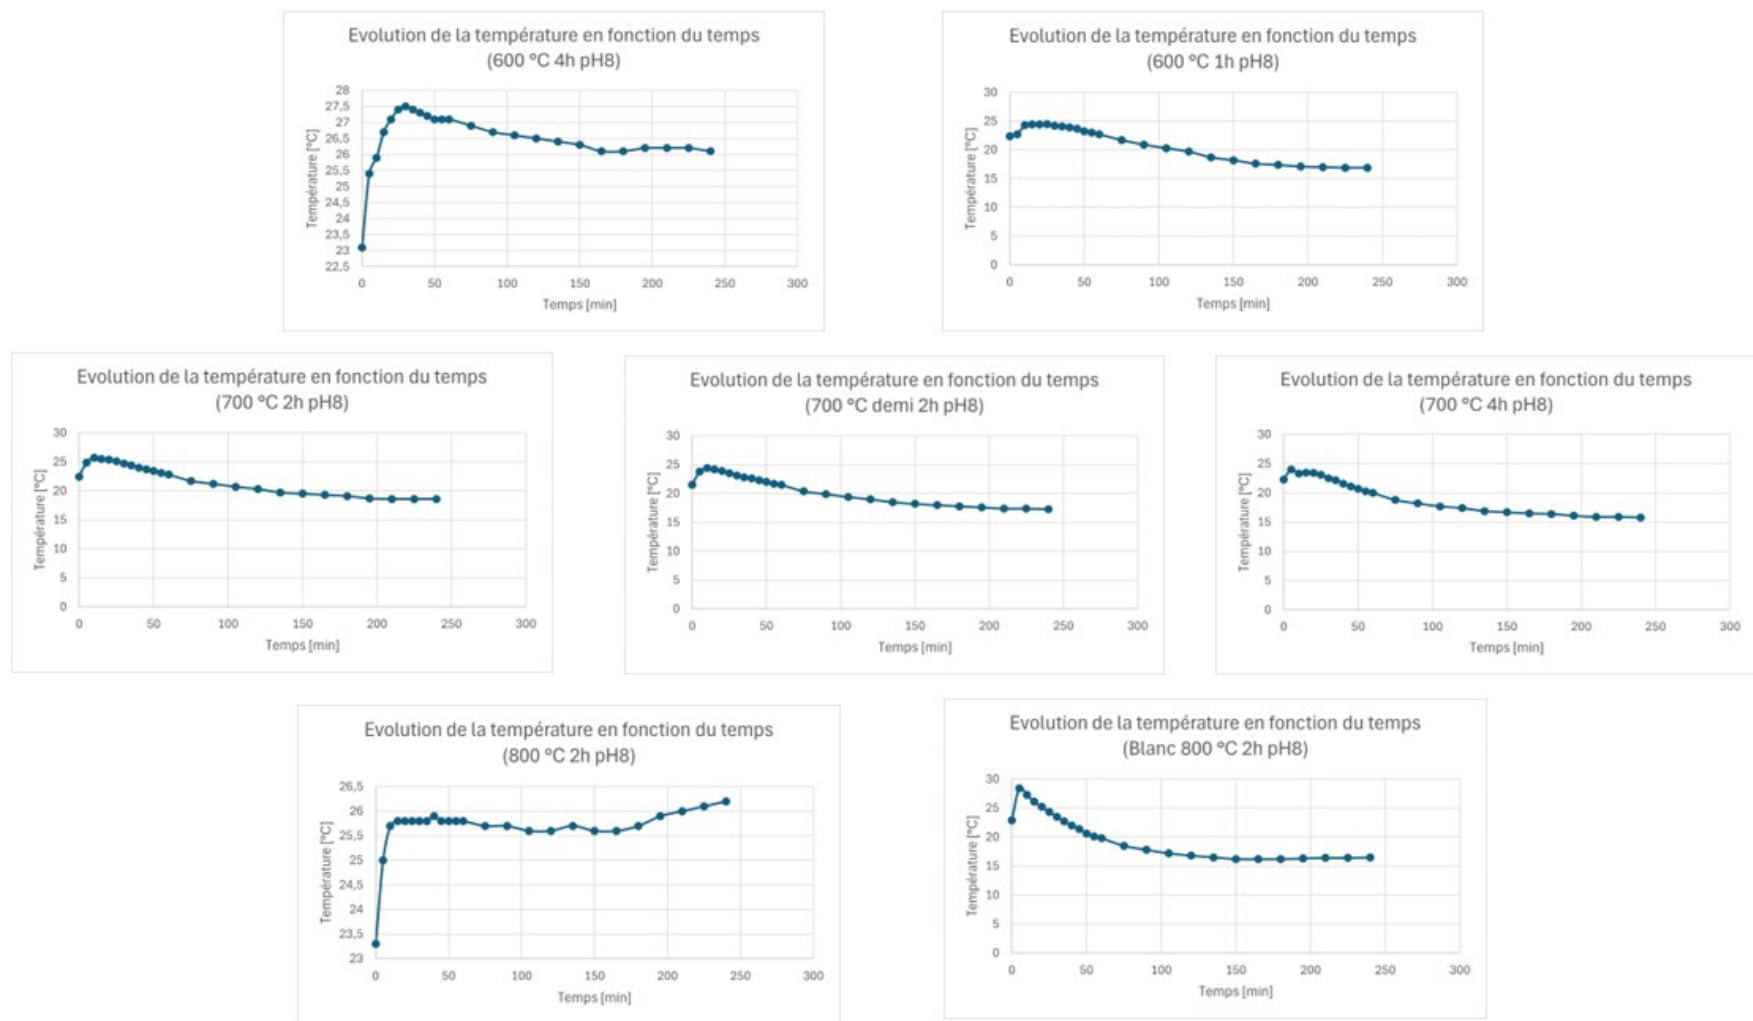 Evolution de la température en fonction du temps
(600 °C 4h pH8)
Température [°C]
28
27,5
27
26,5
26
25,5
25
24,5
24
23,5
23
22,5
0 50 100 150 200 250 300
Temps [min]
Evolution de la température en fonction du temps
(600 °C 1h pH8)
Température [°C]
30
25
20
15
10
5
0
0 50 100 150 200 250 300
Temps [min]
Evolution de la température en fonction du temps
(700 °C 2h pH8)
Température [°C]
30
25
20
15
10
5
0
0 50 100 150 200 250 300
Temps [min]
Evolution de la température en fonction du temps
(700 °C demi 2h pH8)
Température [°C]
30
25
20
15
10
5
0
0 50 100 150 200 250 300
Temps [min]
Evolution de la température en fonction du temps
(700 °C 4h pH8)
Température [°C]
30
25
20
15
10
5
0
0 50 100 150 200 250 300
Temps [min]
Evolution de la température en fonction du temps
(800 °C 2h pH8)
Température [°C]
26,5
26
25,5
25
24,5
24
23,5
23
0 50 100 150 200 250 300
Temps [min]
Evolution de la température en fonction du temps
(Blanc 800 °C 2h pH8)
Température [°C]
30
25
20
15
10
5
0
0 50 100 150 200 250 300
Temps [min]